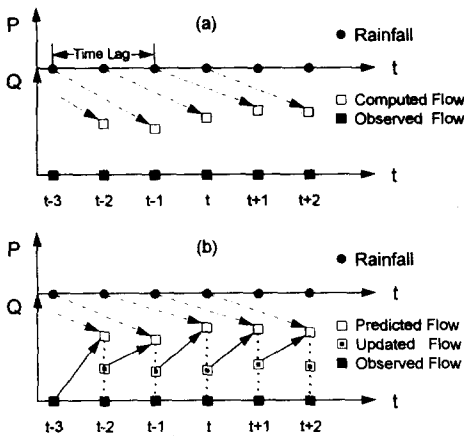 P
(a)
Time Lag
Rainfall
Q
t
Computed Flow
Observed Flow
t
t-3 t-2 t-1 t t+1 t+2
P
(b)
Rainfall
Q
t
Predicted Flow
Updated Flow
Observed Flow
t
t-3 t-2 t-1 t t+1 t+2